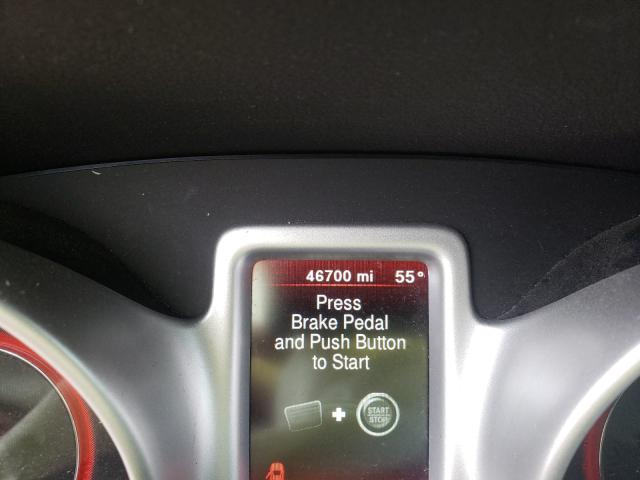 46700 mi 55°
Press
Brake Pedal
and Push Button
to Start
START
STOP